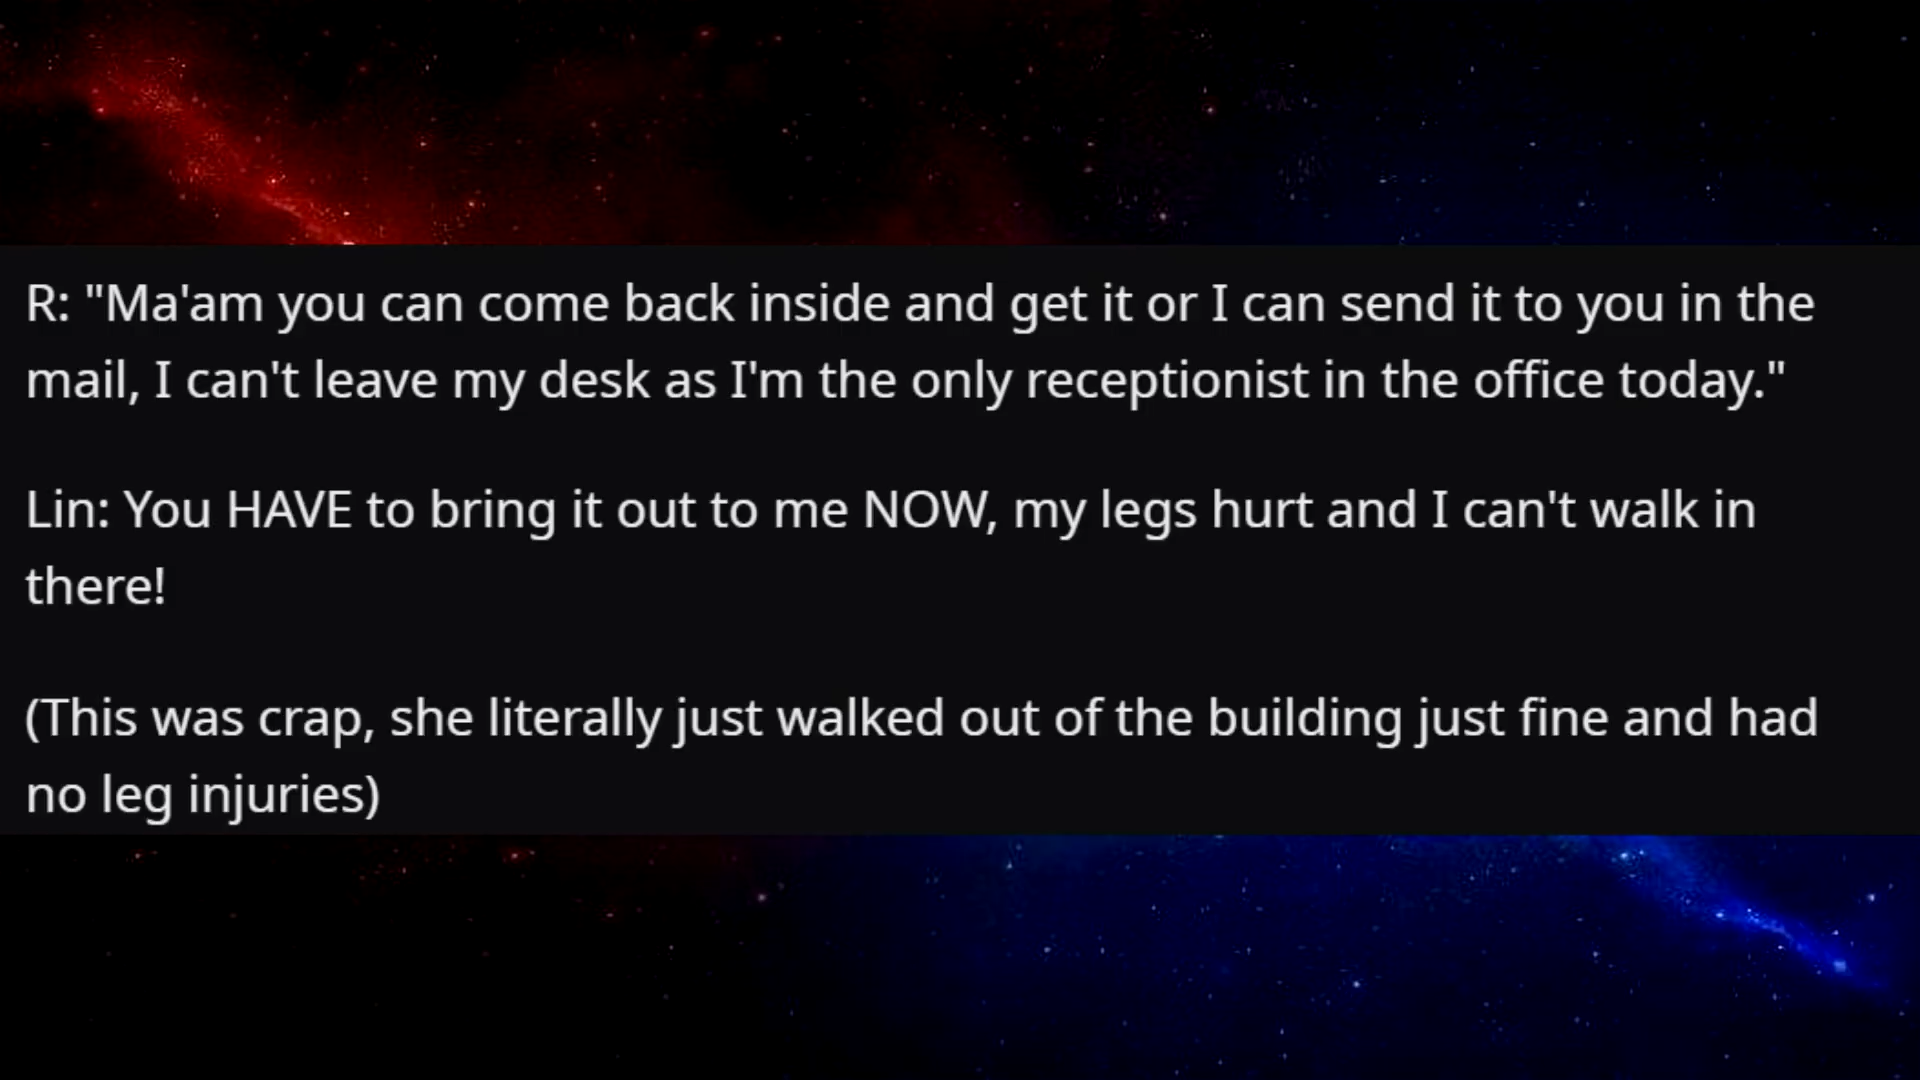 R: "Ma'am you can come back inside and get it or I can send it to you in the
mail, I can't leave my desk as I'm the only receptionist in the office today."
Lin: You HAVE to bring it out to me NOW, my legs hurt and I can't walk in
there!
(This was crap, she literally just walked out of the building just fine and had
no leg injuries)